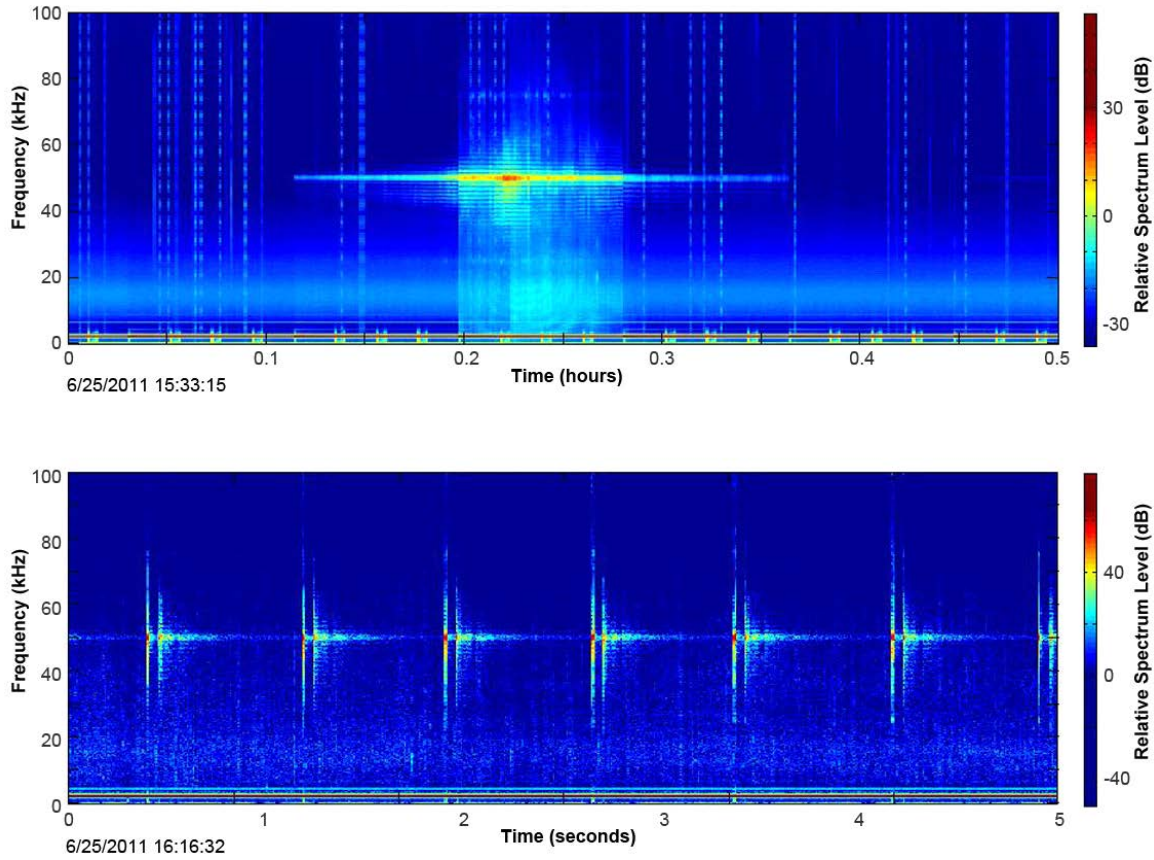 100
80
60
40
20
0
Frequency (kHz)
0 0.1 0.2 0.3 0.4 0.5
Time (hours)
6/25/2011 15:33:15
30
0
-30
Relative Spectrum Level (dB)
100
80
60
40
20
0
Frequency (kHz)
0 1 2 3 4 5
Time (seconds)
6/25/2011 16:16:32
40
0
-40
Relative Spectrum Level (dB)